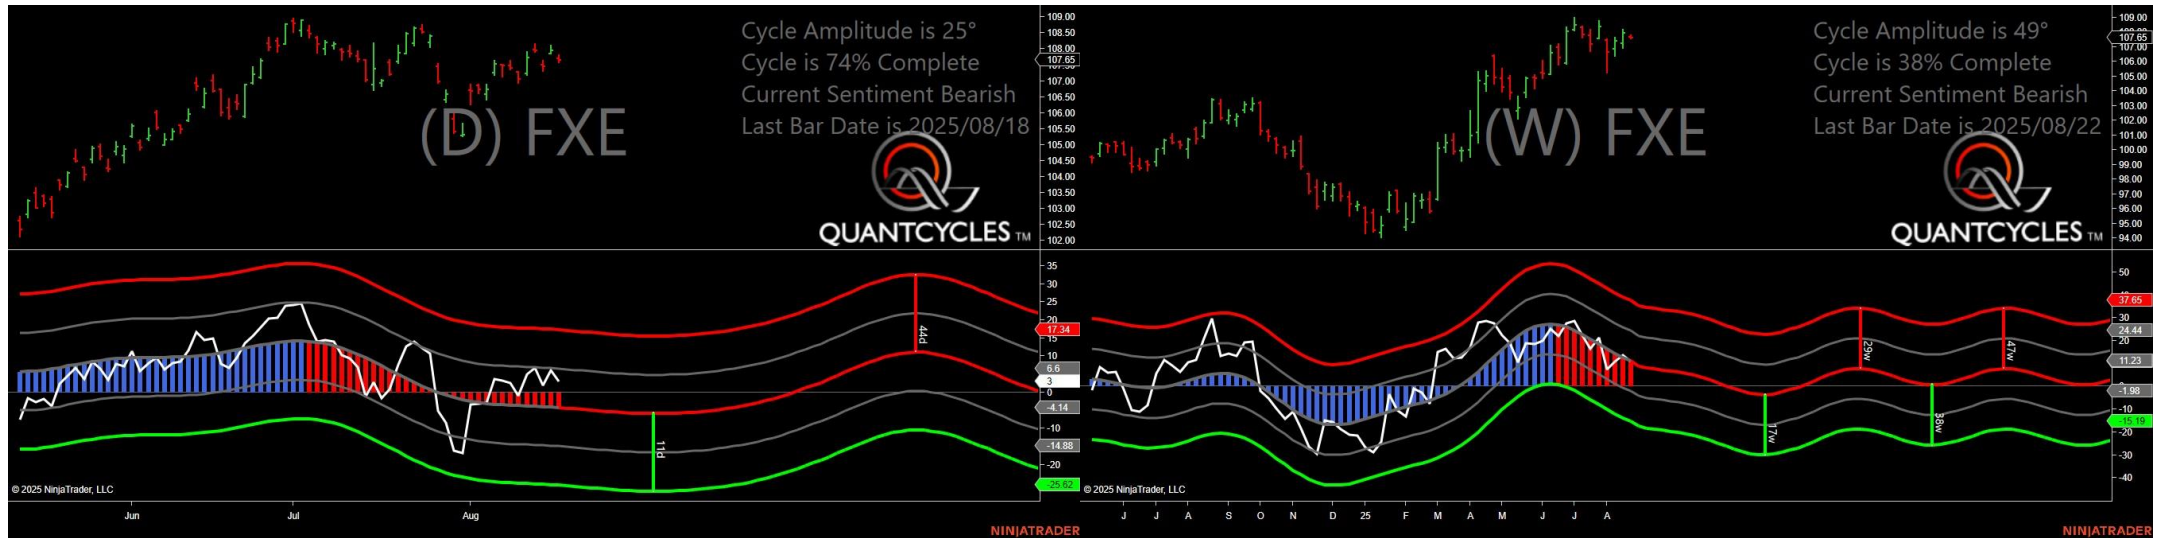 Cycle Amplitude is 25°
Cycle is 74% Complete
Current Sentiment Bearish
Last Bar Date is 2025/08/18
(D) FXE
QUANTCYCLES TM
109.00
108.50
108.00
107.65
107.00
106.50
106.00
105.50
105.00
104.50
104.00
103.50
103.00
102.50
102.00
35
30
25
20
17.34
15
10
6.6
3
0
-4.14
-10
-14.88
-20
-25.62
44d
11d
© 2025 NinjaTrader, LLC
Jun
Jul
Aug
NINJATRADER
Cycle Amplitude is 49°
Cycle is 38% Complete
Current Sentiment Bearish
Last Bar Date is 2025/08/22
(W) FXE
QUANTCYCLES TM
109.00
107.65
107.00
106.00
105.00
104.00
103.00
102.00
101.00
100.00
99.00
98.00
97.00
96.00
95.00
94.00
50
37.65
30
24.44
20
11.23
-1.98
-10
-15.19
-20
-30
-40
29w
47w
17w
38w
© 2025 NinjaTrader, LLC
J
J
A
S
O
N
D
25
F
M
A
M
J
J
A
NINJATRADER